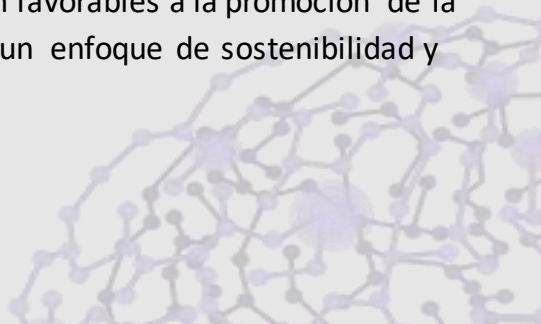 favorables a la promoción de la
un enfoque de sostenibilidad y